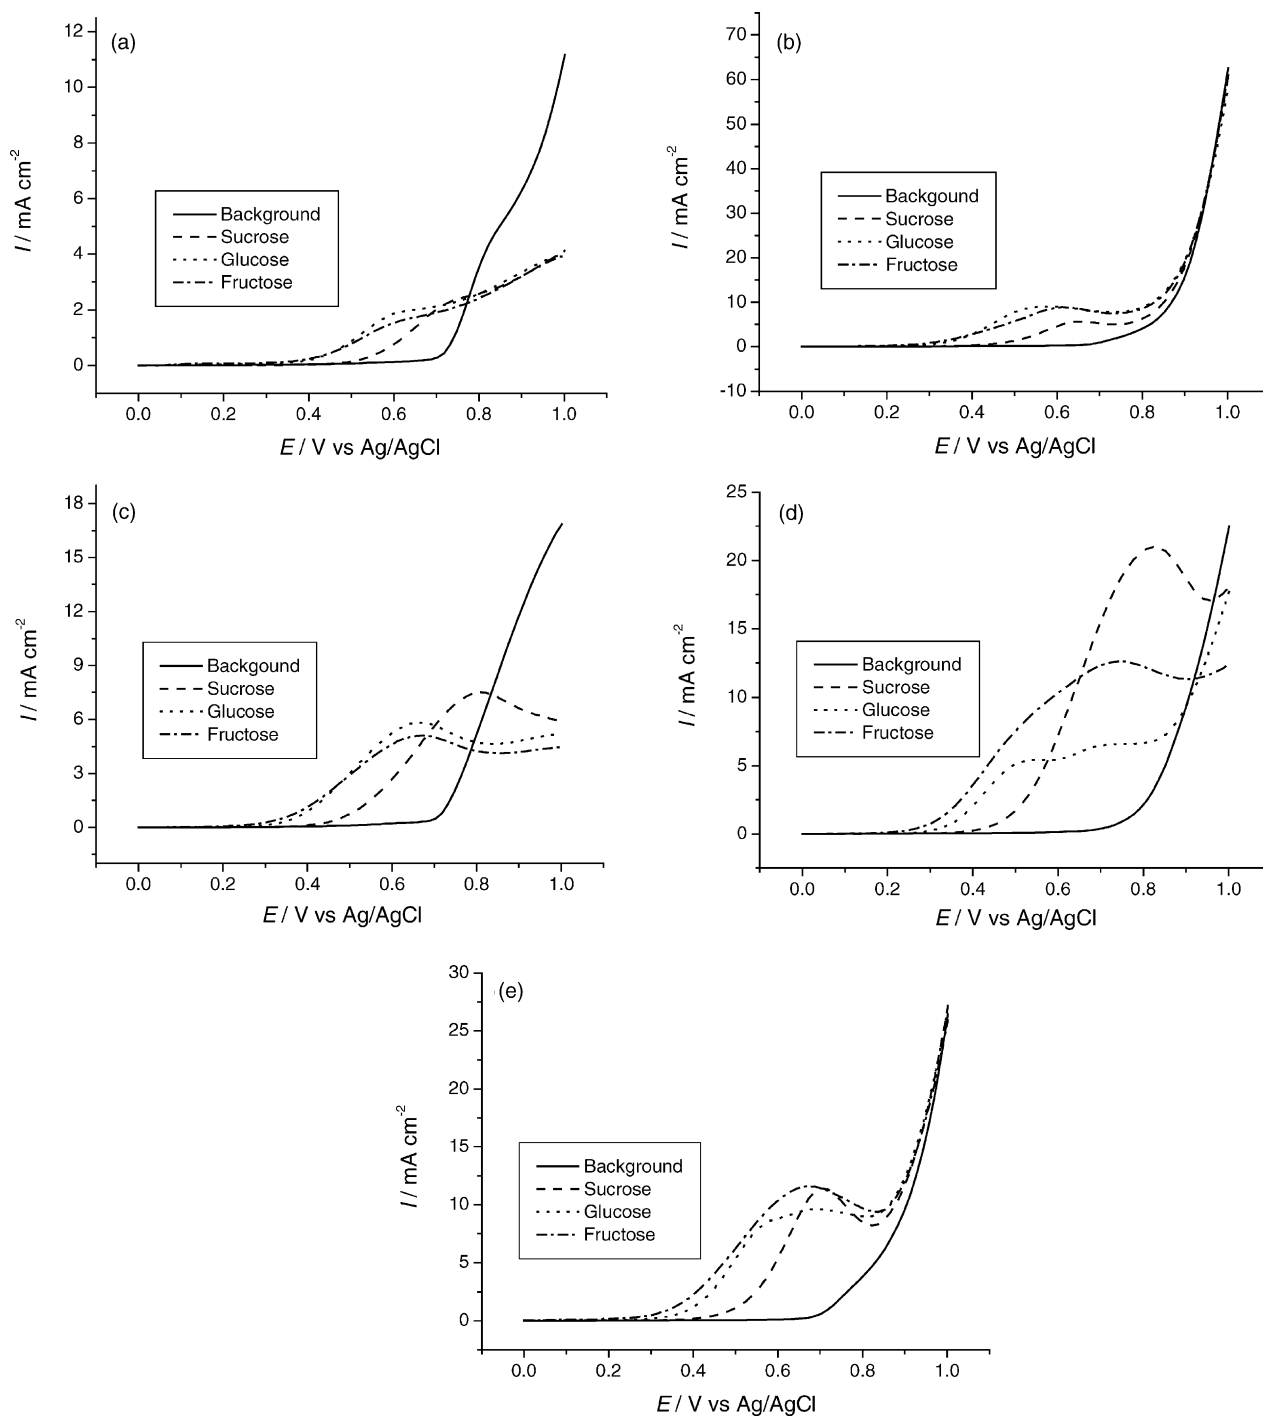 (a)
12
10
8
6
4
2
0
I / mA cm-2
Background
Sucrose
Glucose
Fructose
0.0 0.2 0.4 0.6 0.8 1.0
E / V vs Ag/AgCl
(b)
70
60
50
40
30
20
10
0
-10
I / mA cm-2
Background
Sucrose
Glucose
Fructose
0.0 0.2 0.4 0.6 0.8 1.0
E / V vs Ag/AgCl
(c)
18
15
12
9
6
3
0
I / mA cm-2
Backgound
Sucrose
Glucose
Fructose
0.0 0.2 0.4 0.6 0.8 1.0
E / V vs Ag/AgCl
(d)
25
20
15
10
5
0
I / mA cm-2
Background
Sucrose
Glucose
Fructose
0.0 0.2 0.4 0.6 0.8 1.0
E / V vs Ag/AgCl
(e)
30
25
20
15
10
5
0
I / mA cm-2
Background
Sucrose
Glucose
Fructose
0.0 0.2 0.4 0.6 0.8 1.0
E / V vs Ag/AgCl